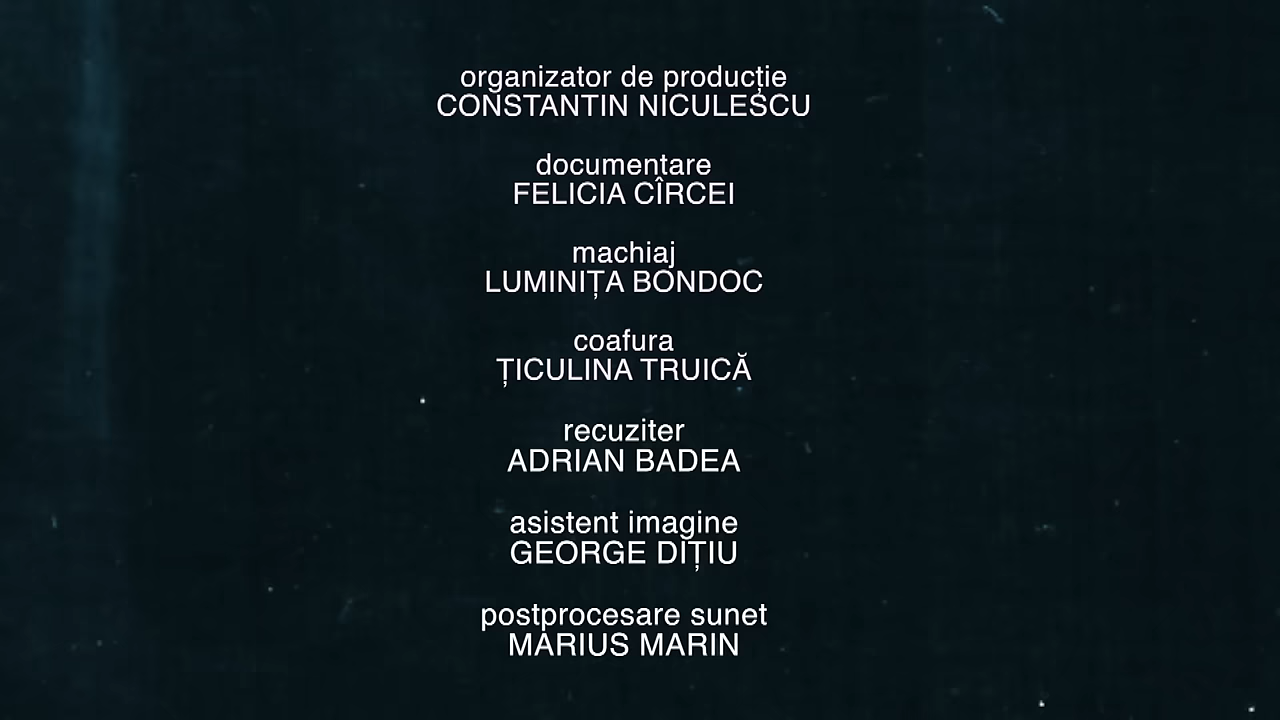 organizator de producție
CONSTANTIN NICULESCU
documentare
FELICIA CÎRCEI
machiaj
LUMINIȚA BONDOC
coafura
ȚICULINA TRUICĂ
recuziter
ADRIAN BADEA
asistent imagine
GEORGE DIȚIU
postprocesare sunet
MARIUS MARIN